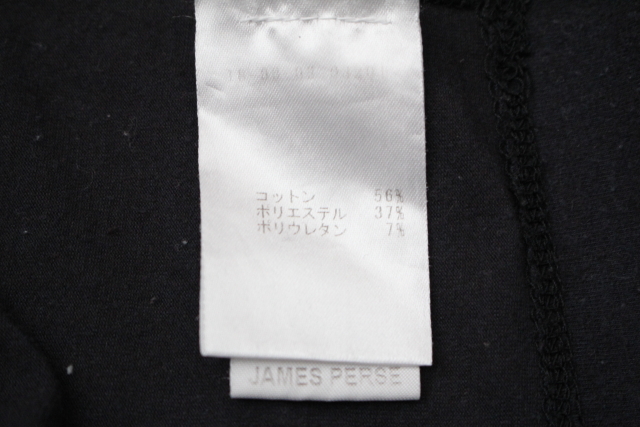 コットン 56%
ポリエステル 37%
ポリウレタン 7%
JAMES PERSE